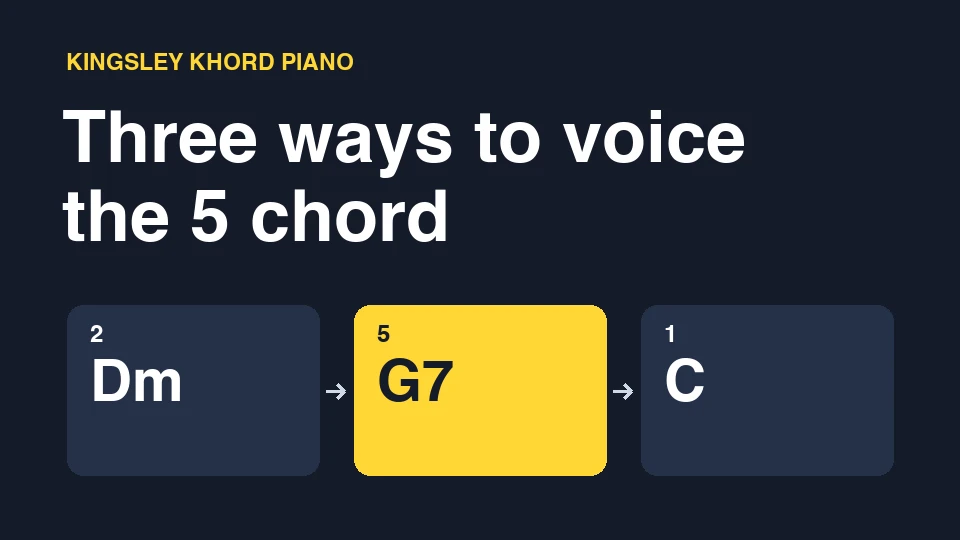 KINGSLEY KHORD PIANO
Three ways to voice
the 5 chord
2
Dm
→
5
G7
→
1
C